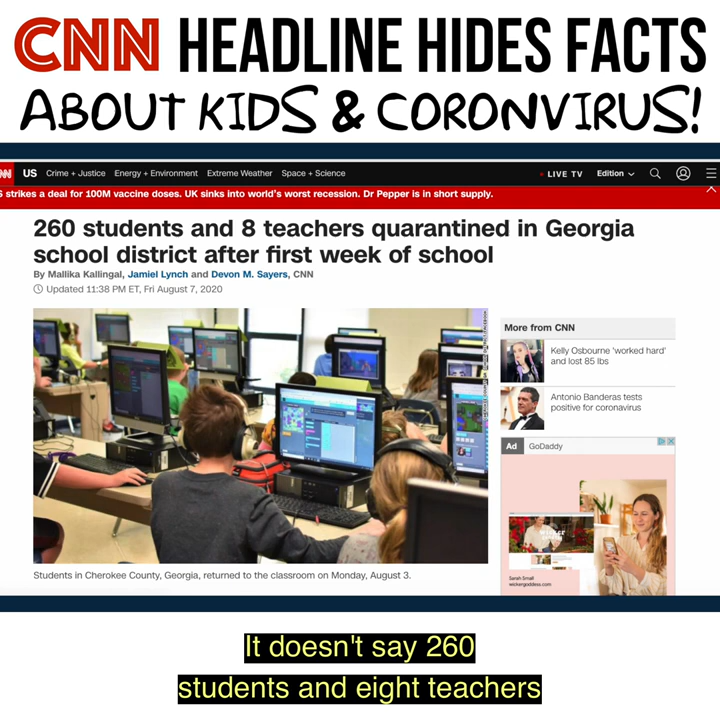 CNN HEADLINE HIDES FACTS
ABOUT KIDS & CORONVIRUS!
US Crime + Justice Energy + Environment Extreme Weather Space + Science LIVE TV Edition
strikes a deal for 100M vaccine doses. UK sinks into world's worst recession. Dr Pepper is in short supply.
260 students and 8 teachers quarantined in Georgia
school district after first week of school
By Mallika Kallingal, Jamiel Lynch and Devon M. Sayers, CNN
Updated 11:38 PM ET, Fri August 7, 2020
More from CNN
Kelly Osbourne 'worked hard'
and lost 85 lbs
Antonio Banderas tests
positive for coronavirus
Ad GoDaddy
Sarah Small
wickergoddess.com
Students in Cherokee County, Georgia, returned to the classroom on Monday, August 3.
It doesn't say 260
students and eight teachers